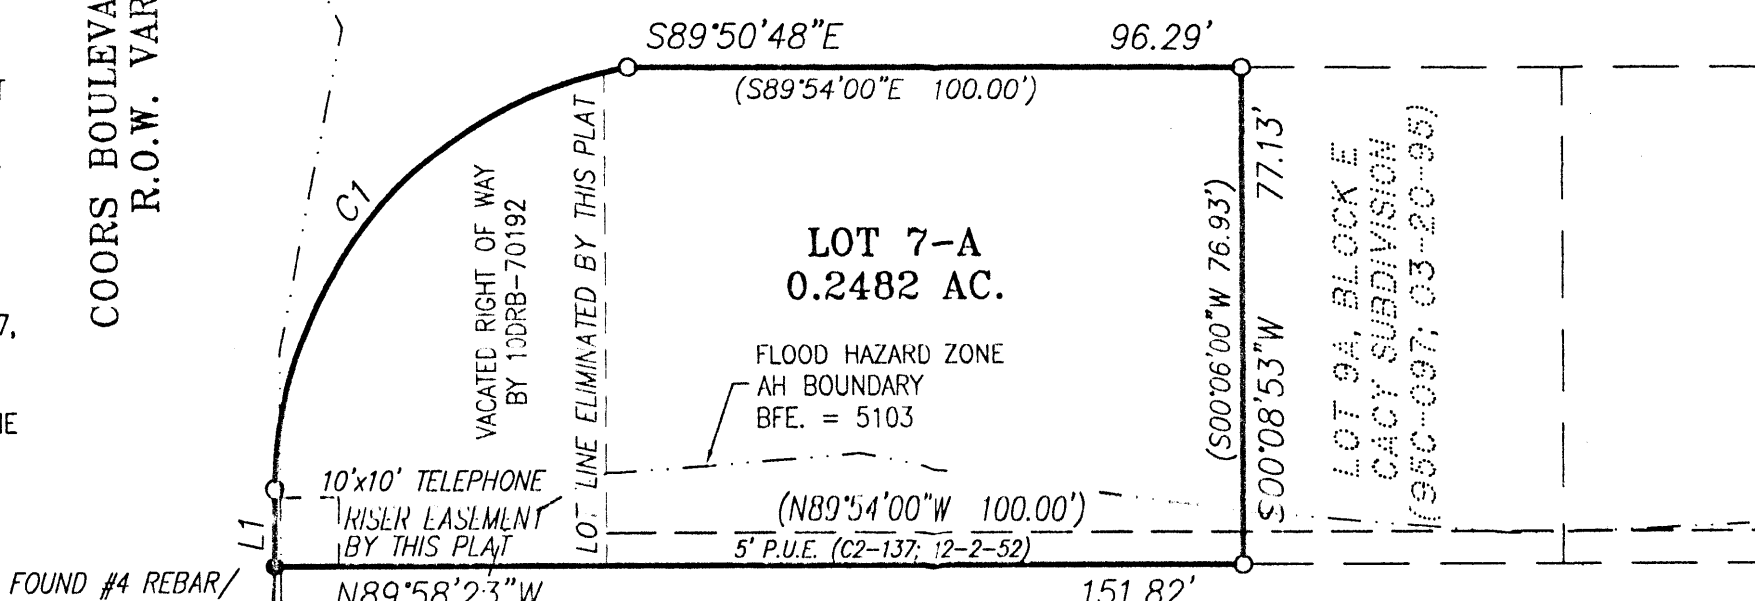 COORS BOULEVA
R.O.W. VAR
S89°50'48"E 96.29'
(S89°54'00"E 100.00')
C1
VACATED RIGHT OF WAY
BY 10DRB-70192
LOT LINE ELIMINATED BY THIS PLAT
LOT 7-A
0.2482 AC.
FLOOD HAZARD ZONE
AH BOUNDARY
BFE. = 5103
(S00°06'00"W 76.93')
S00°08'53"W 77.13'
LOT 9A, BLOCK E
CACY SUBDIVISION
(95C-097; 03-20-95)
7,
NE
10'x10' TELEPHONE
RISER EASEMENT
BY THIS PLAT
(N89°54'00"W 100.00')
5' P.U.E. (C2-137; 12-2-52)
L1
FOUND #4 REBAR/
N89°58'23"W 151.82'